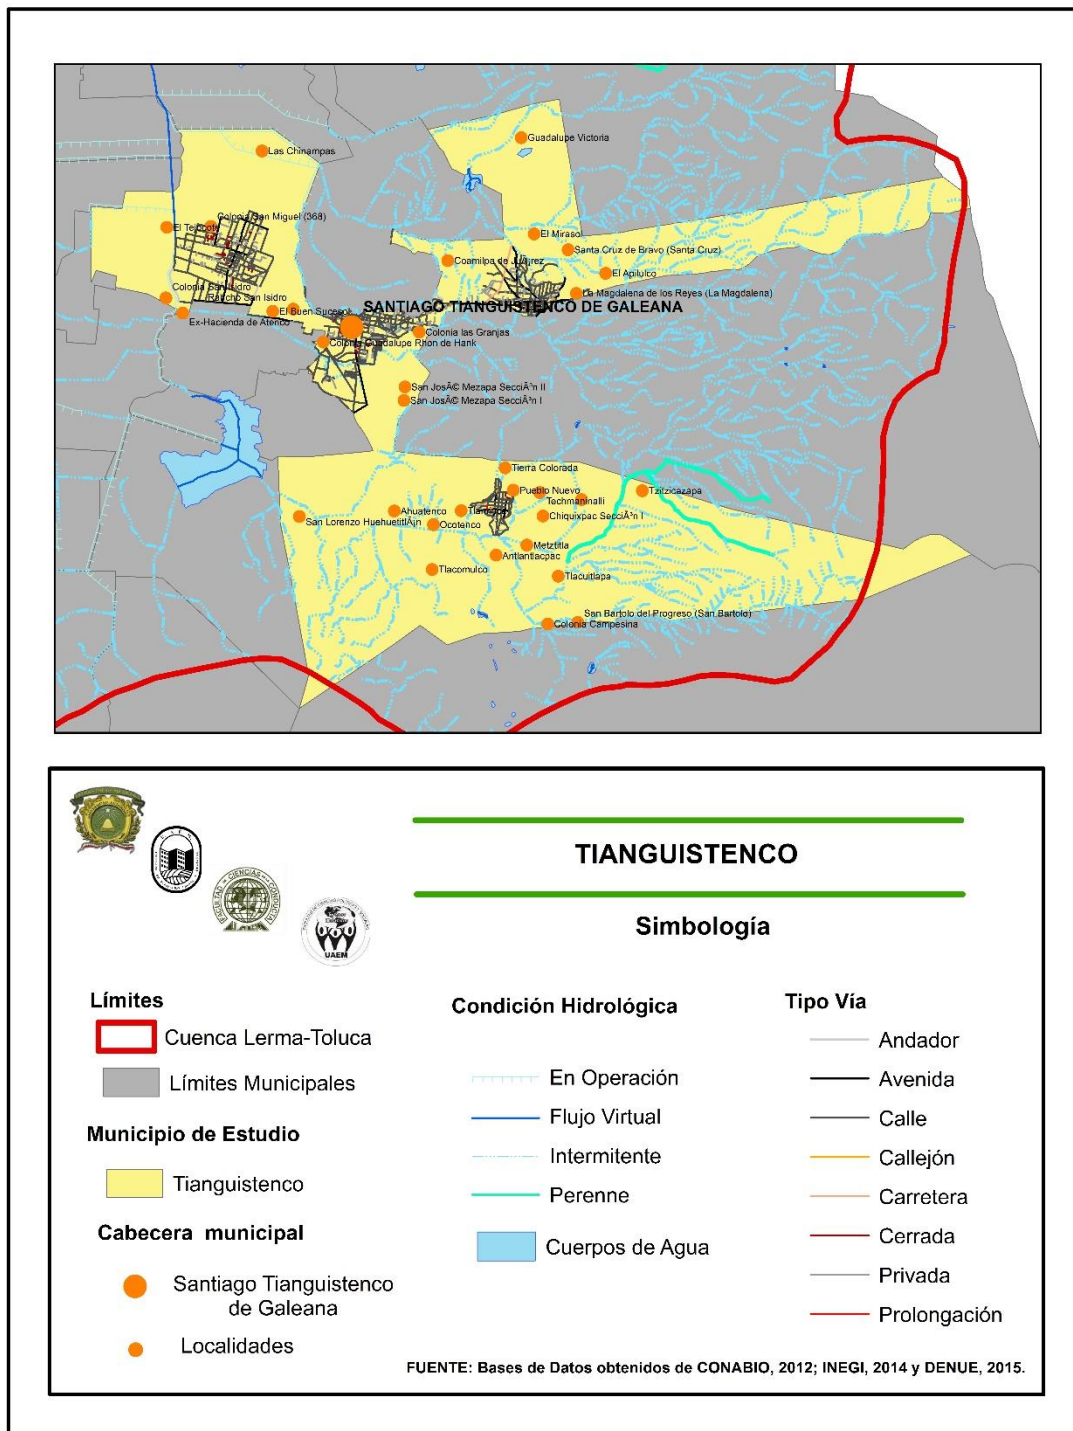 Guadalupe Victoria
Las Chinampas
Colonia San Miguel (368)
El Tejocote
El Mirasol
Santa Cruz de Bravo (Santa Cruz)
Coamilpa de Juárez
El Apilulco
Colonia San Isidro
Rancho San Isidro
La Magdalena de los Reyes (La Magdalena)
SANTIAGO TIANGUISTENCO DE GALEANA
El Buen Suceso
Ex-Hacienda de Atenco
Colonia las Granjas
Colonia Guadalupe Rhon de Hank
San JosÃ© Mezapa SecciÃ³n II
San JosÃ© Mezapa SecciÃ³n I
Tierra Colorada
Pueblo Nuevo
Tzitzicazapa
Techmaninalli
Ahuatenco
San Lorenzo HuehuetitlÃ¡n
Chiquixpac SecciÃ³n I
Ocotenco
Metztitla
Antlantlacpac
Tlacomulco
Tlacuitlapa
San Bartolo del Progreso (San Bartolo)
Colonia Campesina
TIANGUISTENCO
Simbología
UAEM
Límites
Cuenca Lerma-Toluca
Límites Municipales
Municipio de Estudio
Tianguistenco
Cabecera municipal
Santiago Tianguistenco
de Galeana
Localidades
Condición Hidrológica
En Operación
Flujo Virtual
Intermitente
Perenne
Cuerpos de Agua
Tipo Vía
Andador
Avenida
Calle
Callejón
Carretera
Cerrada
Privada
Prolongación
FUENTE: Bases de Datos obtenidos de CONABIO, 2012; INEGI, 2014 y DENUE, 2015.